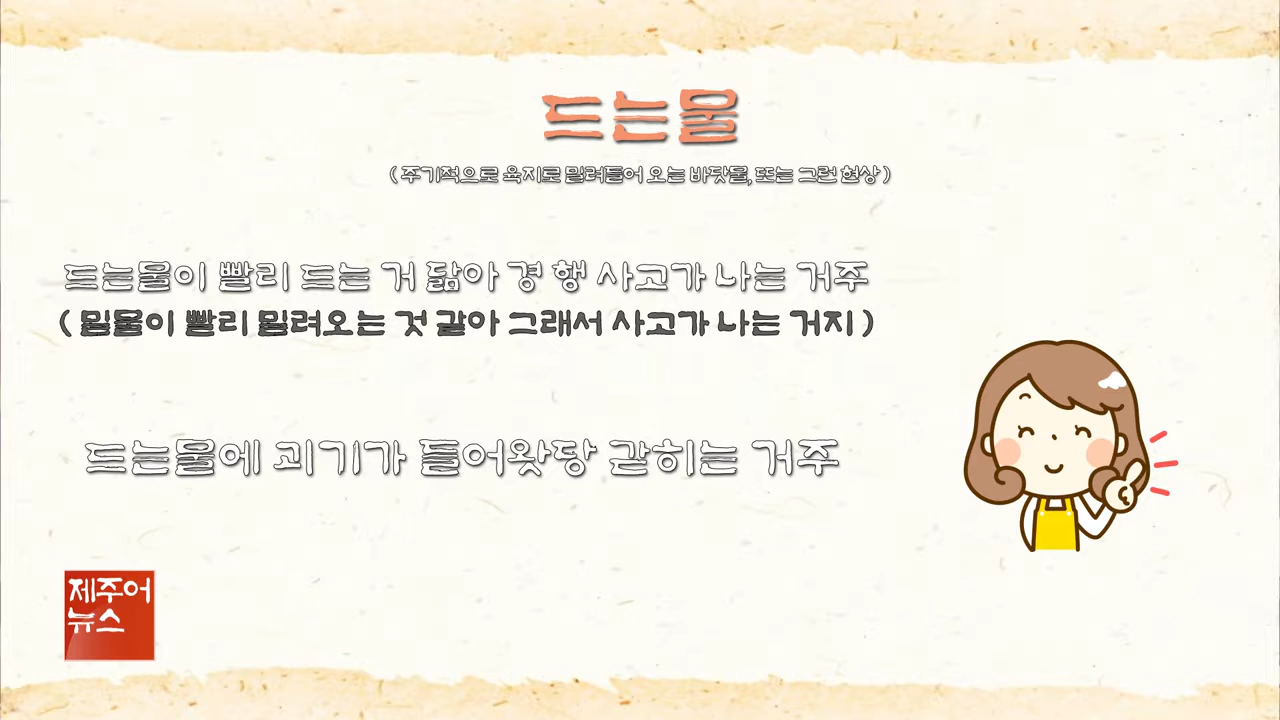 드는물
( 주기적으로 육지로 밀려들어 오는 바닷물, 또는 그런 현상 )
드는물이 빨리 드는 거 닮아 경 행 사고가 나는 거주
( 밀물이 빨리 밀려오는 것 같아 그래서 사고가 나는 거지 )
드는물에 괴기가 들어왓당 갇히는 거주
제주어
뉴스